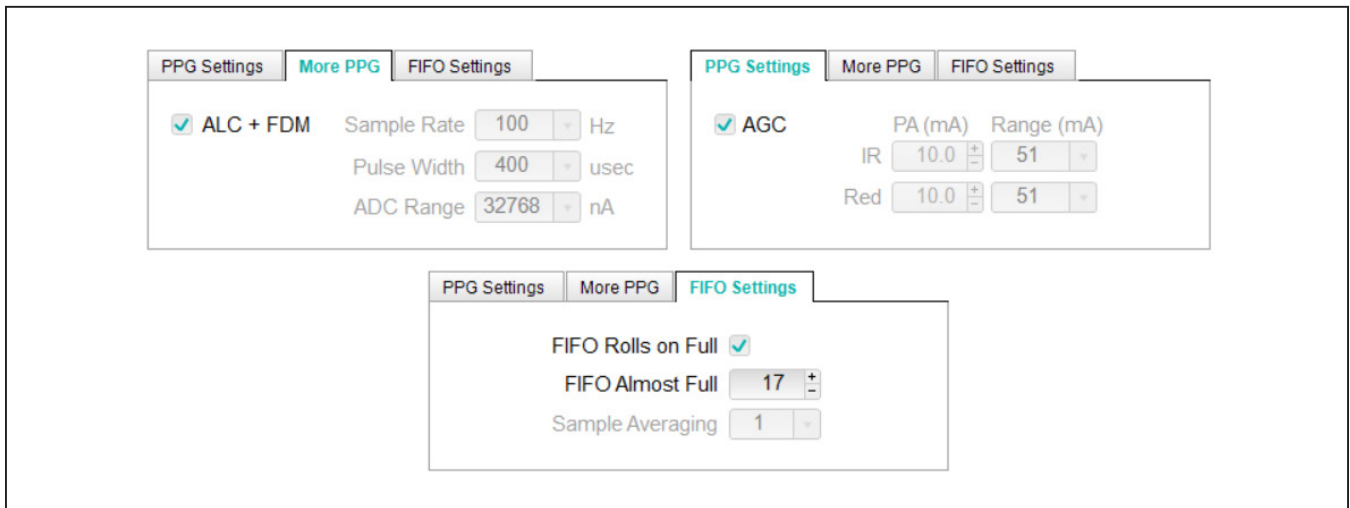 PPG Settings More PPG FIFO Settings
ALC + FDM Sample Rate 100 Hz
Pulse Width 400 usec
ADC Range 32768 nA
PPG Settings More PPG FIFO Settings
AGC PA (mA) Range (mA)
IR 10.0 + - 51
Red 10.0 + - 51
PPG Settings More PPG FIFO Settings
FIFO Rolls on Full
FIFO Almost Full 17 + -
Sample Averaging 1